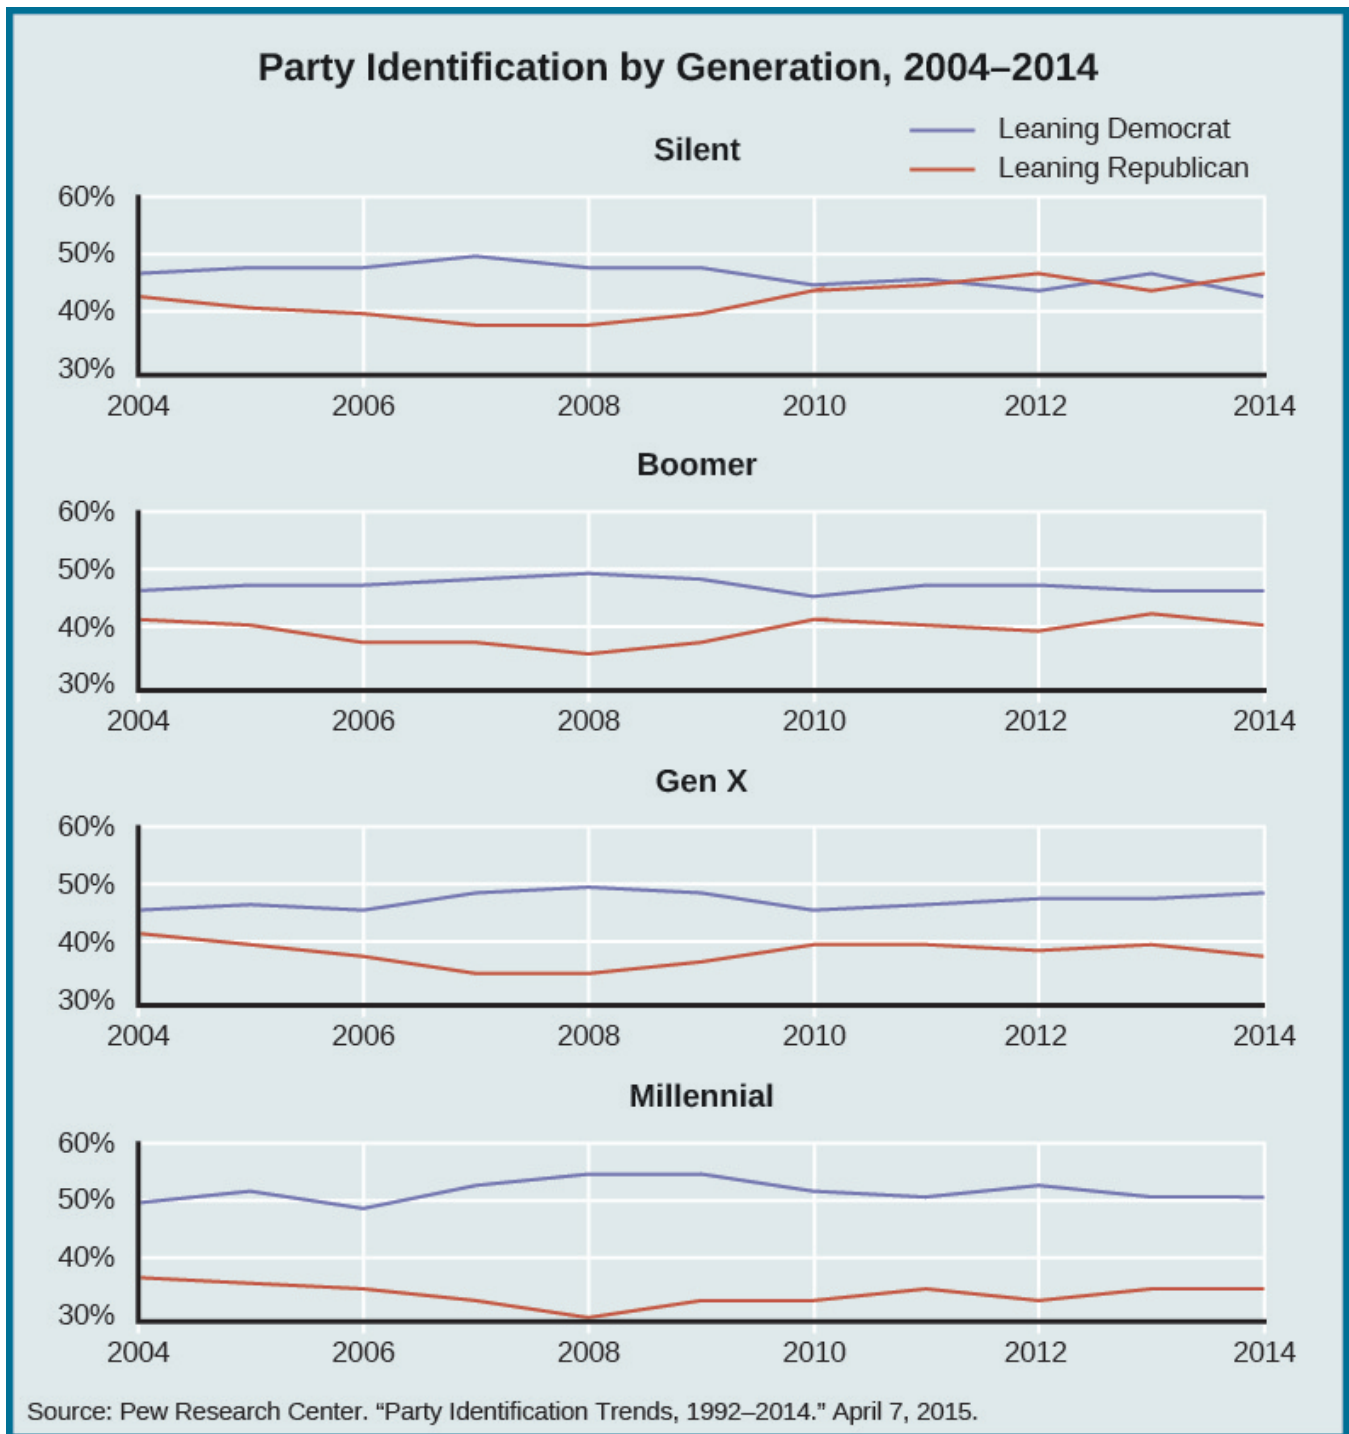 Party Identification by Generation, 2004–2014
Leaning Democrat
Leaning Republican
Silent
60%
50%
40%
30%
2004 2006 2008 2010 2012 2014
Boomer
60%
50%
40%
30%
2004 2006 2008 2010 2012 2014
Gen X
60%
50%
40%
30%
2004 2006 2008 2010 2012 2014
Millennial
60%
50%
40%
30%
2004 2006 2008 2010 2012 2014
Source: Pew Research Center. “Party Identification Trends, 1992–2014.” April 7, 2015.